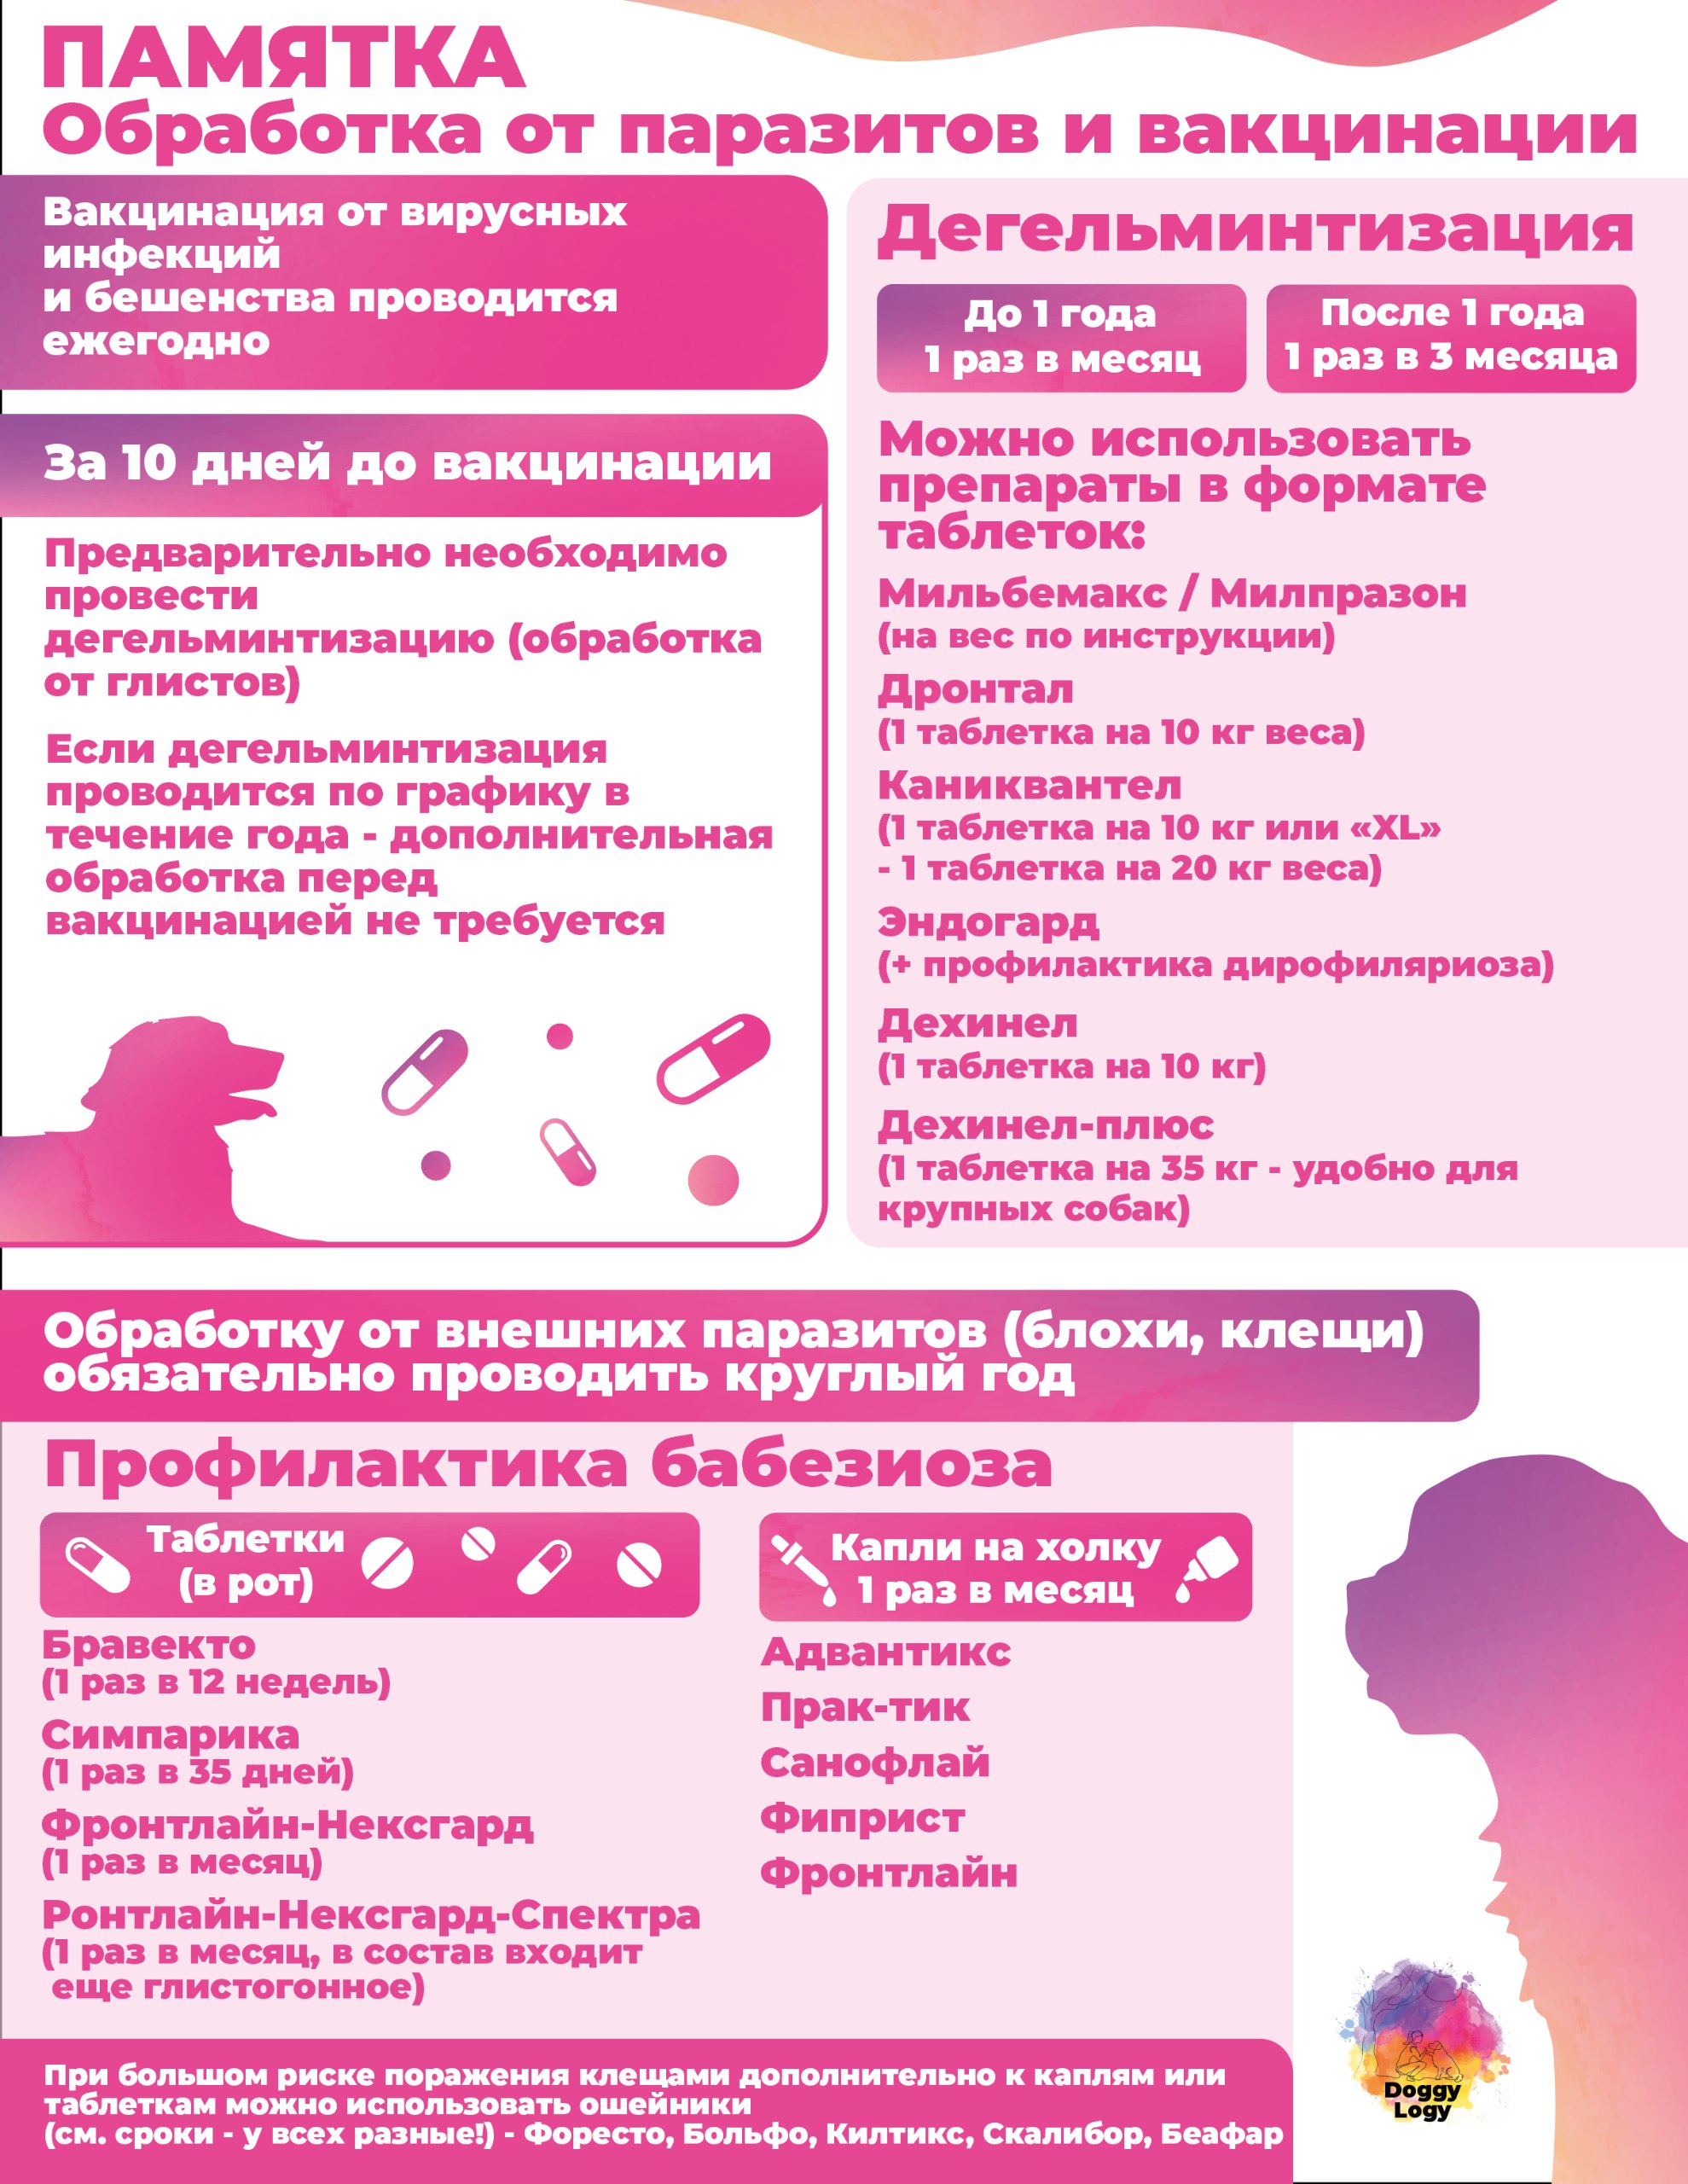 ПАМЯТКА
Обработка от паразитов и вакцинации
Вакцинация от вирусных
инфекций
и бешенства проводится
ежегодно
За 10 дней до вакцинации
Предварительно необходимо
провести
дегельминтизацию (обработка
от глистов)
Если дегельминтизация
проводится по графику в
течение года - дополнительная
обработка перед
вакцинацией не требуется
Дегельминтизация
До 1 года
1 раз в месяц
После 1 года
1 раз в 3 месяца
Можно использовать
препараты в формате
таблеток:
Мильбемакс / Милпразон
(на вес по инструкции)
Дронтал
(1 таблетка на 10 кг веса)
Каниквантел
(1 таблетка на 10 кг или «XL»
- 1 таблетка на 20 кг веса)
Эндогард
(+ профилактика дирофиляриоза)
Дехинел
(1 таблетка на 10 кг)
Дехинел-плюс
(1 таблетка на 35 кг - удобно для
крупных собак)
Обработку от внешних паразитов (блохи, клещи)
обязательно проводить круглый год
Профилактика бабезиоза
Таблетки
(в рот)
Бравекто
(1 раз в 12 недель)
Симпарика
(1 раз в 35 дней)
Фронтлайн-Нексгард
(1 раз в месяц)
Ронтлайн-Нексгард-Спектра
(1 раз в месяц, в состав входит
еще глистогонное)
Капли на холку
1 раз в месяц
Адвантикс
Прак-тик
Санофлай
Фиприст
Фронтлайн
При большом риске поражения клещами дополнительно к каплям или
таблеткам можно использовать ошейники
(см. сроки - у всех разные!) - Форесто, Больфо, Килтикс, Скалибор, Беафар
Doggy
Logy